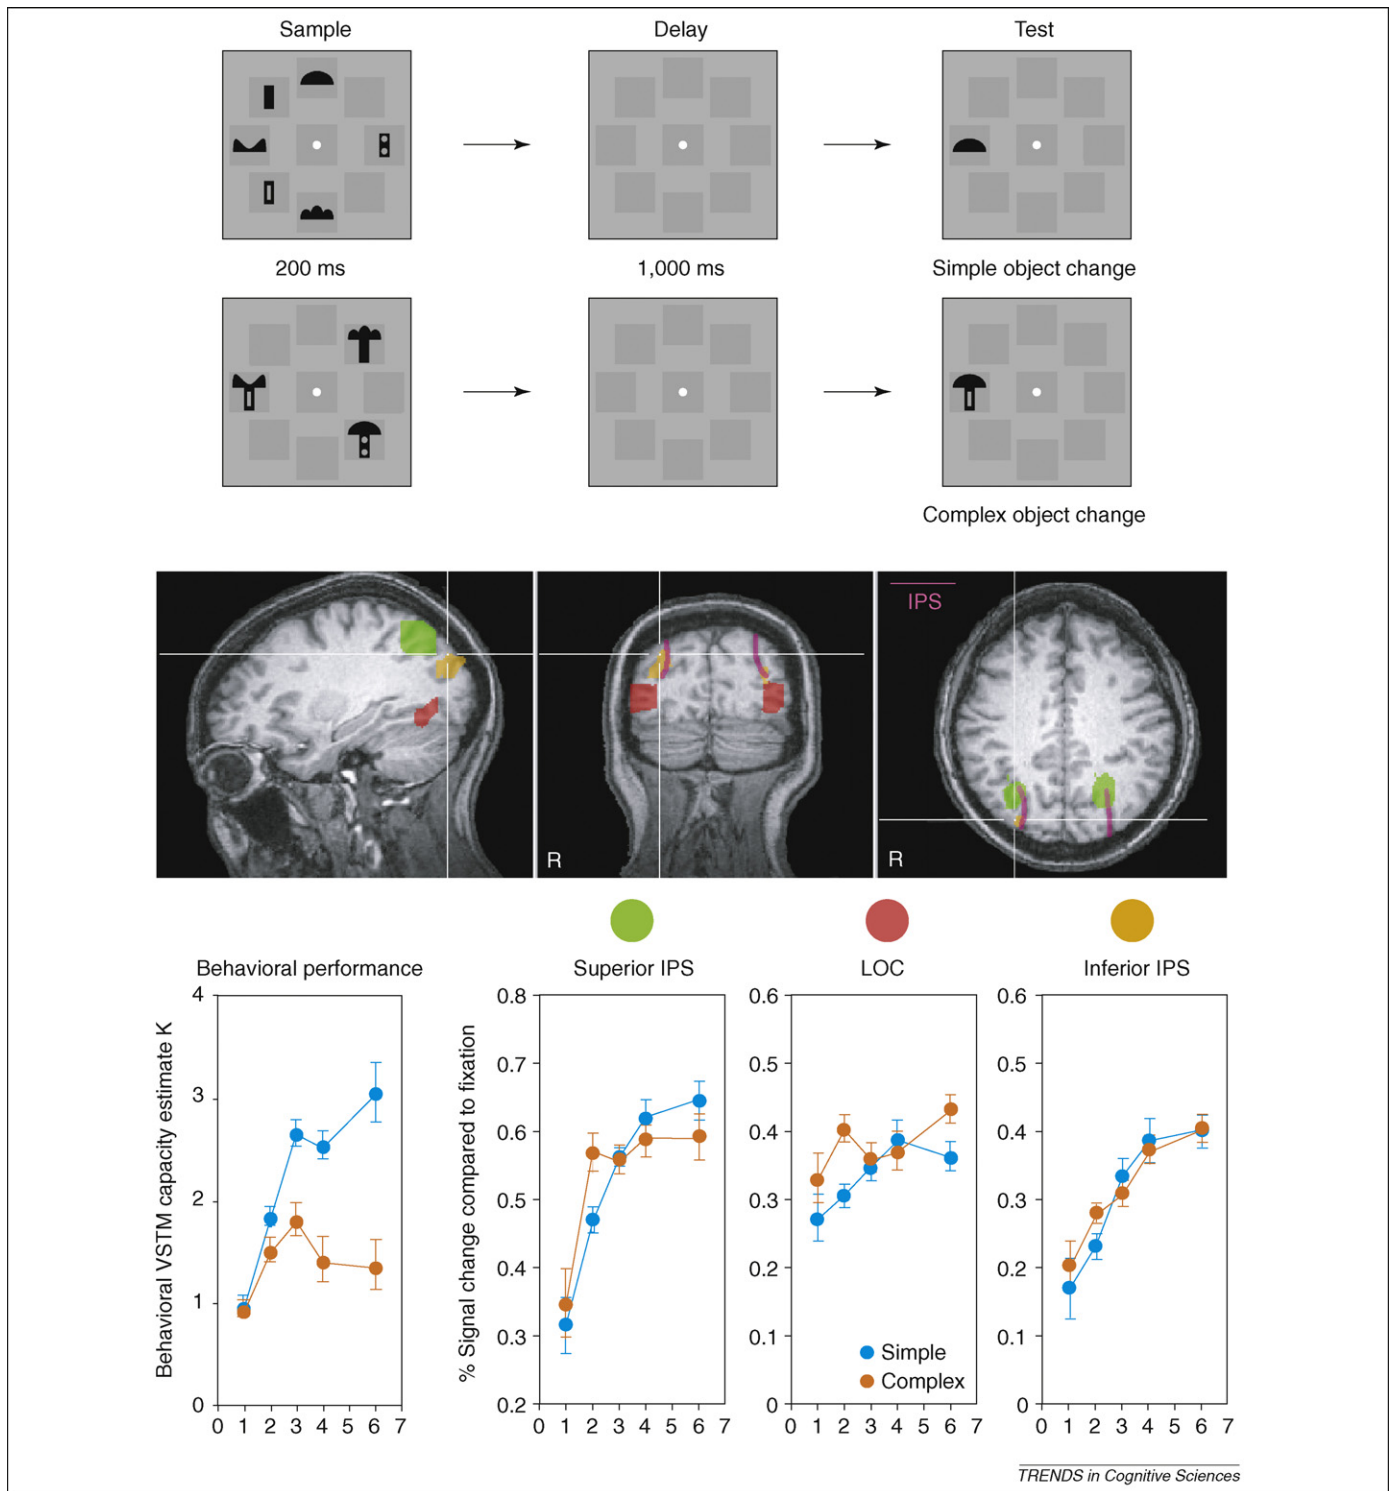 Sample Delay Test
200 ms 1,000 ms Simple object change
Complex object change
IPS
R R
Behavioral performance Superior IPS LOC Inferior IPS
Behavioral VSTM capacity estimate K
4
3
2
1
0
0 1 2 3 4 5 6 7
% Signal change compared to fixation
0.8
0.7
0.6
0.5
0.4
0.3
0.2
0 1 2 3 4 5 6 7
0.6
0.5
0.4
0.3
0.2
0.1
0
0 1 2 3 4 5 6 7
Simple
Complex
0.6
0.5
0.4
0.3
0.2
0.1
0
0 1 2 3 4 5 6 7
TRENDS in Cognitive Sciences